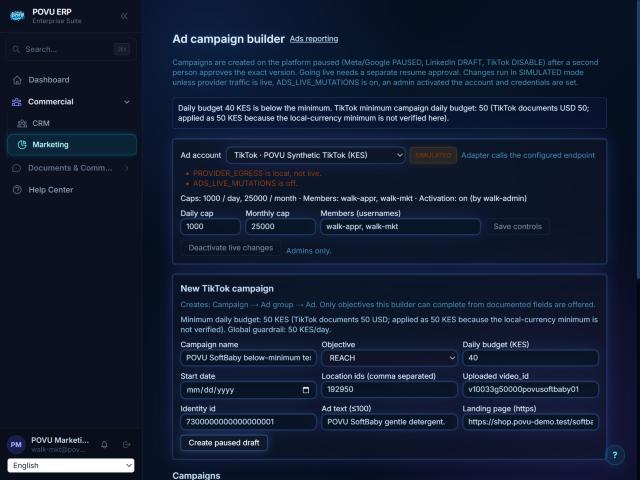 POVU ERP
Enterprise Suite
Search...
⌘K
Dashboard
Commercial
CRM
Marketing
Documents & Comm...
Help Center
POVU Marketi...
walk-mkt@pov...
PM
English
Ad campaign builder Ads reporting
Campaigns are created on the platform paused (Meta/Google PAUSED, LinkedIn DRAFT, TikTok DISABLE) after a second
person approves the exact version. Going live needs a separate resume approval. Changes run in SIMULATED mode
unless provider traffic is live, ADS_LIVE_MUTATIONS is on, an admin activated the account and credentials are set.
Daily budget 40 KES is below the minimum. TikTok minimum campaign daily budget: 50 (TikTok documents USD 50;
applied as 50 KES because the local-currency minimum is not verified here).
Ad account TikTok · POVU Synthetic TikTok (KES) SIMULATED Adapter calls the configured endpoint
• PROVIDER_EGRESS is local, not live.
• ADS_LIVE_MUTATIONS is off.
Caps: 1000 / day, 25000 / month · Members: walk-appr, walk-mkt · Activation: on (by walk-admin)
Daily cap Monthly cap Members (usernames)
1000 25000 walk-appr, walk-mkt Save controls
Deactivate live changes Admins only.
New TikTok campaign
Creates: Campaign → Ad group → Ad. Only objectives this builder can complete from documented fields are offered.
Minimum daily budget: 50 KES (TikTok documents 50 USD; applied as 50 KES because the local-currency minimum is
not verified). Global guardrail: 50 KES/day.
Campaign name Objective Daily budget (KES)
POVU SoftBaby below-minimum tes REACH 40
Start date Location ids (comma separated) Uploaded video_id
mm/dd/yyyy 192950 v10033g50000povusoftbaby01
Identity id Ad text (≤100) Landing page (https)
7300000000000000001 POVU SoftBaby gentle detergent. https://shop.povu-demo.test/softba
Create paused draft
Campaigns
?